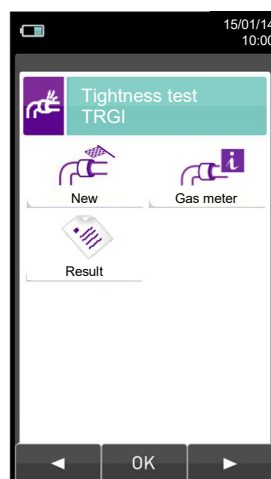 15/01/14
10:00
Tightness test
TRGI
New
Gas meter
i
Result
OK